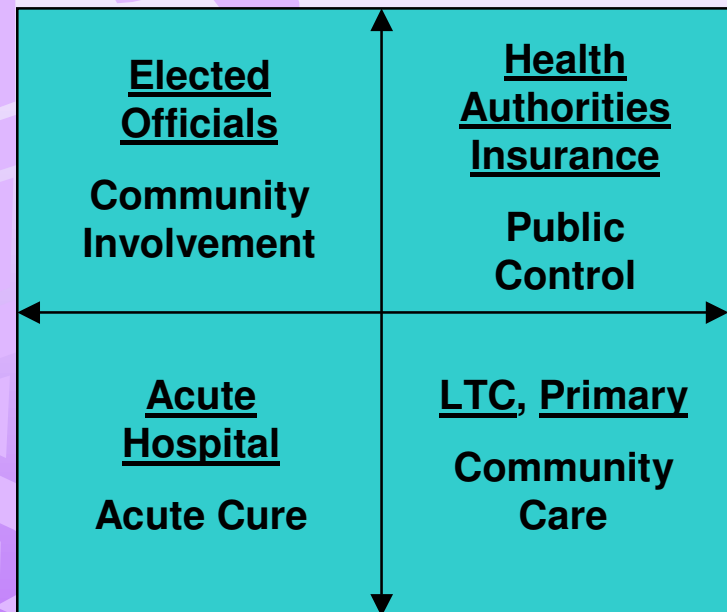 Elected
Officials
Community
Involvement
Health
Authorities
Insurance
Public
Control
Acute
Hospital
Acute Cure
LTC, Primary
Community
Care